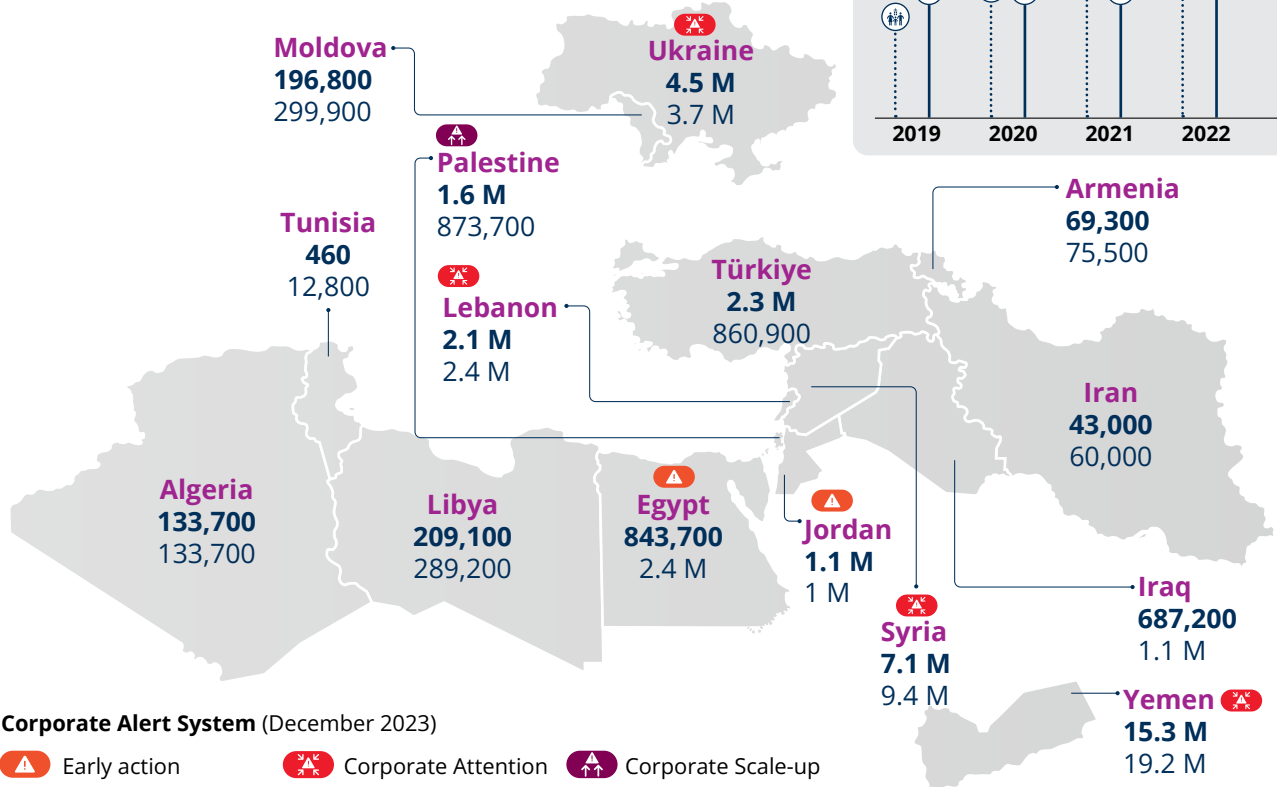 Moldova
196,800
299,900
Ukraine
4.5 M
3.7 M
2019 2020 2021 2022
Palestine
1.6 M
873,700
Armenia
69,300
75,500
Tunisia
460
12,800
Türkiye
2.3 M
860,900
Lebanon
2.1 M
2.4 M
Iran
43,000
60,000
Algeria
133,700
133,700
Libya
209,100
289,200
Egypt
843,700
2.4 M
Jordan
1.1 M
1 M
Syria
7.1 M
9.4 M
Iraq
687,200
1.1 M
Yemen
15.3 M
19.2 M
Corporate Alert System (December 2023)
Early action Corporate Attention Corporate Scale-up